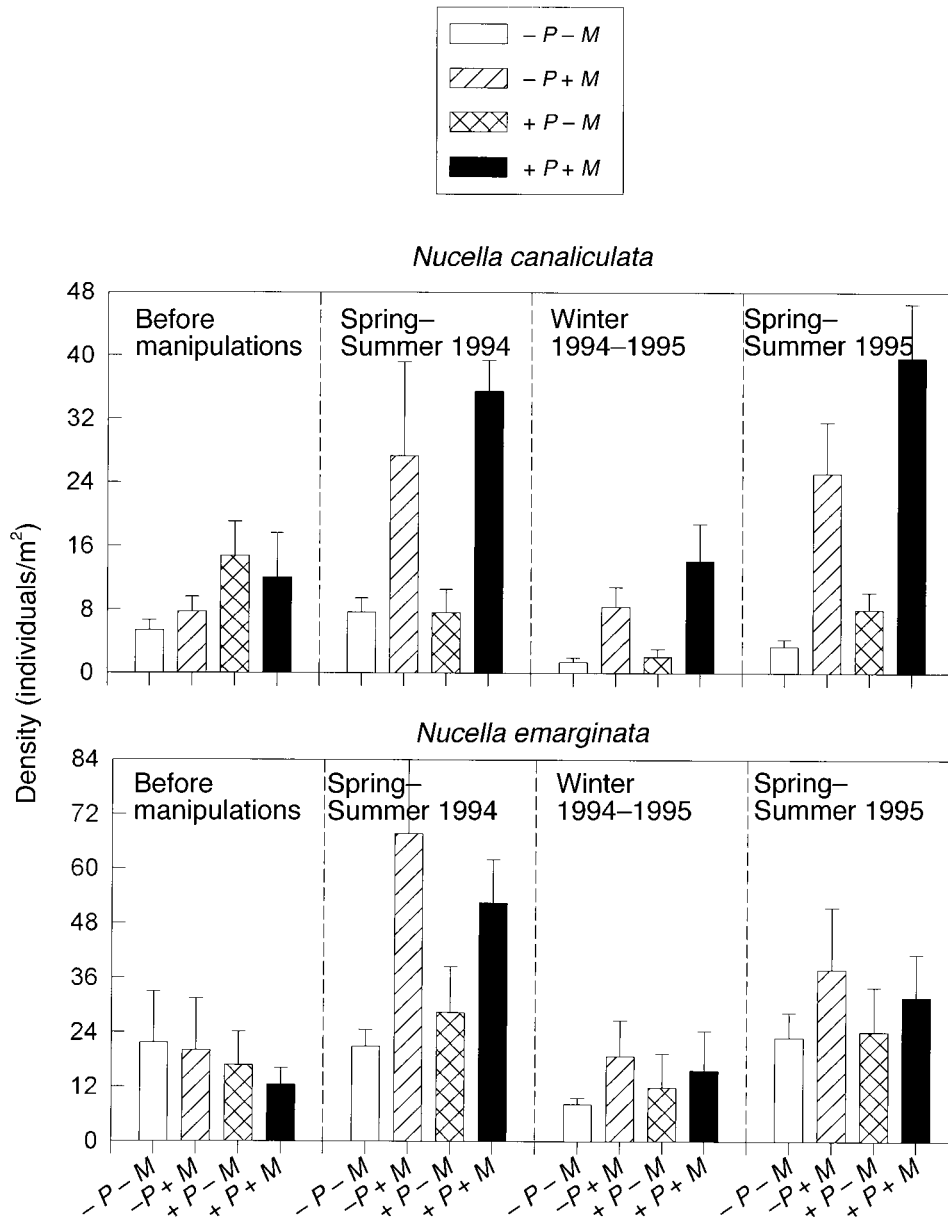 – P – M
– P + M
+ P – M
+ P + M
Nucella canaliculata
48
40
32
24
16
8
0
Before
manipulations
Spring–
Summer 1994
Winter
1994–1995
Spring–
Summer 1995
Density (individuals/m²)
Nucella emarginata
84
72
60
48
36
24
12
0
Before
manipulations
Spring–
Summer 1994
Winter
1994–1995
Spring–
Summer 1995
– P – M
– P + M
+ P – M
+ P + M
– P – M
– P + M
+ P – M
+ P + M
– P – M
– P + M
+ P – M
+ P + M
– P – M
– P + M
+ P – M
+ P + M